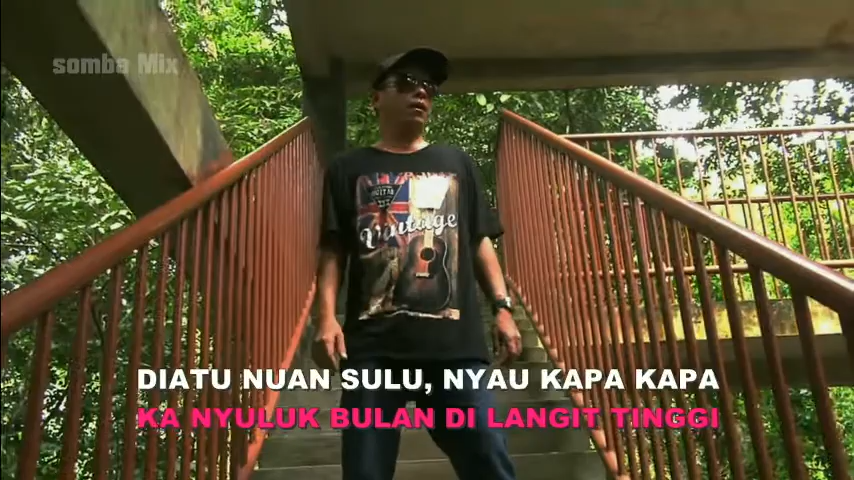 somba Mix
Vintage
DIATU NUAN SULU, NYAU KAPA KAPA
KA NYULUK BULAN DI LANGIT TINGGI